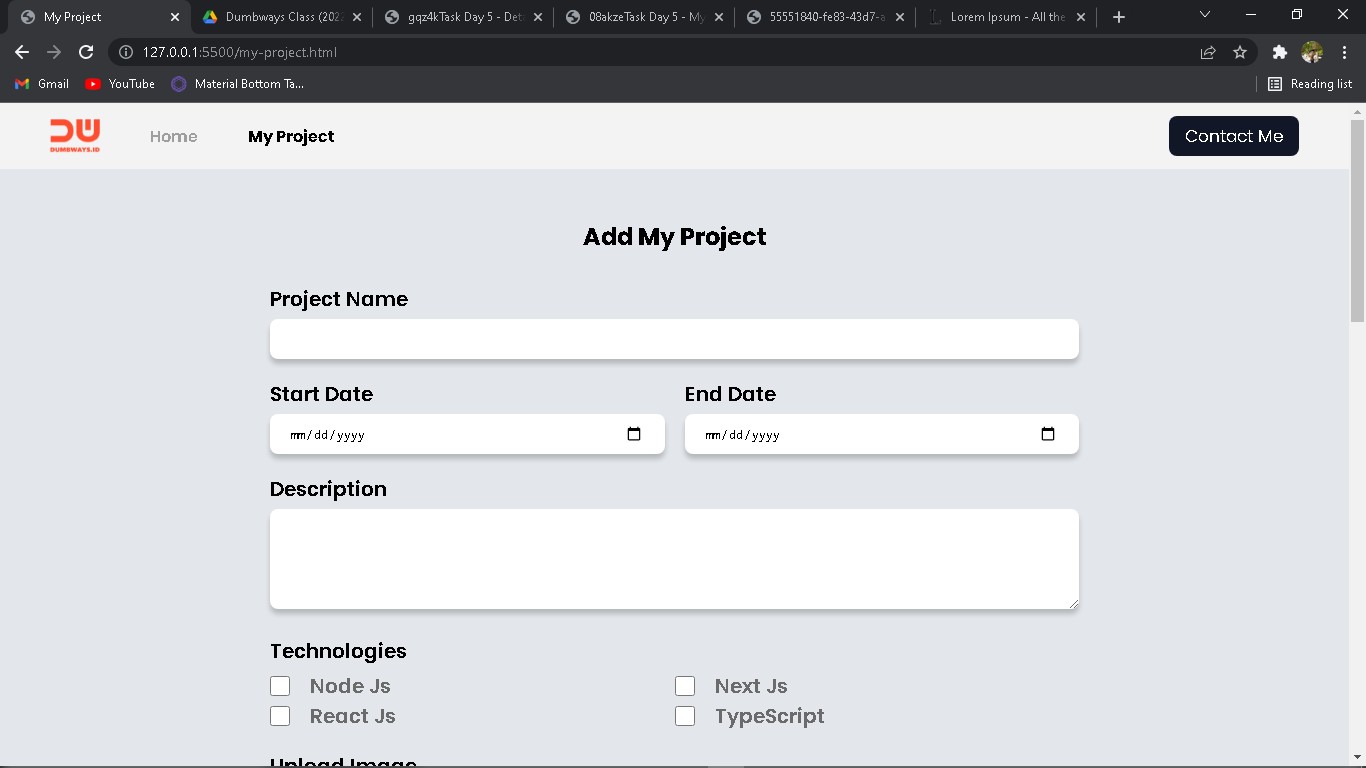 My Project
Dumbways Class (202
gqz4kTask Day 5 - Det
08akzeTask Day 5 - My
55551840-fe83-43d7-a
Lorem Ipsum - All the
127.0.0.1:5500/my-project.html
Gmail
YouTube
Material Bottom Ta...
Reading list
DUMBWAYS.ID
Home
My Project
Contact Me
Add My Project
Project Name
Start Date
End Date
mm/dd/yyyy
mm/dd/yyyy
Description
Technologies
Node Js
Next Js
React Js
TypeScript
Upload Image